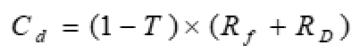 C_d = (1 − T) × (R_f + R_D)